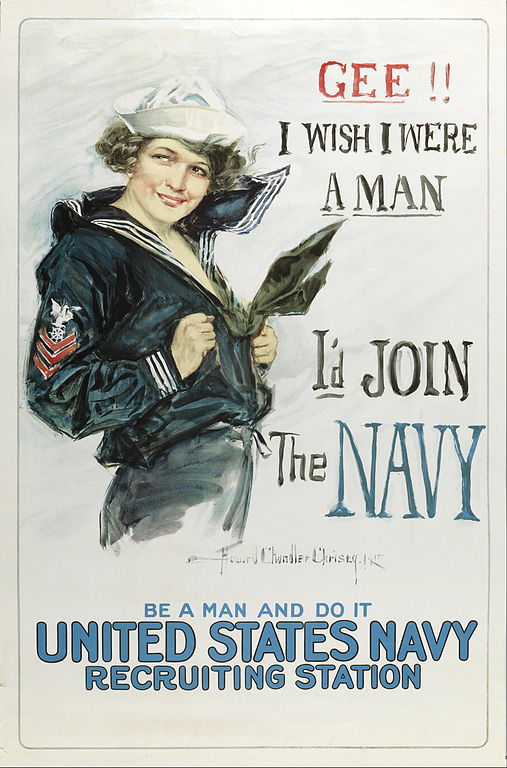 GEE !!
I WISH I WERE
A MAN
I'd JOIN
The NAVY
Howard Chandler Christy.
BE A MAN AND DO IT
UNITED STATES NAVY
RECRUITING STATION